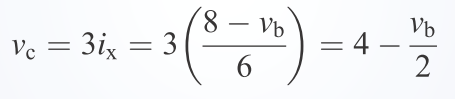 v_c = 3i_x = 3((8 − v_b)/6) = 4 − v_b/2